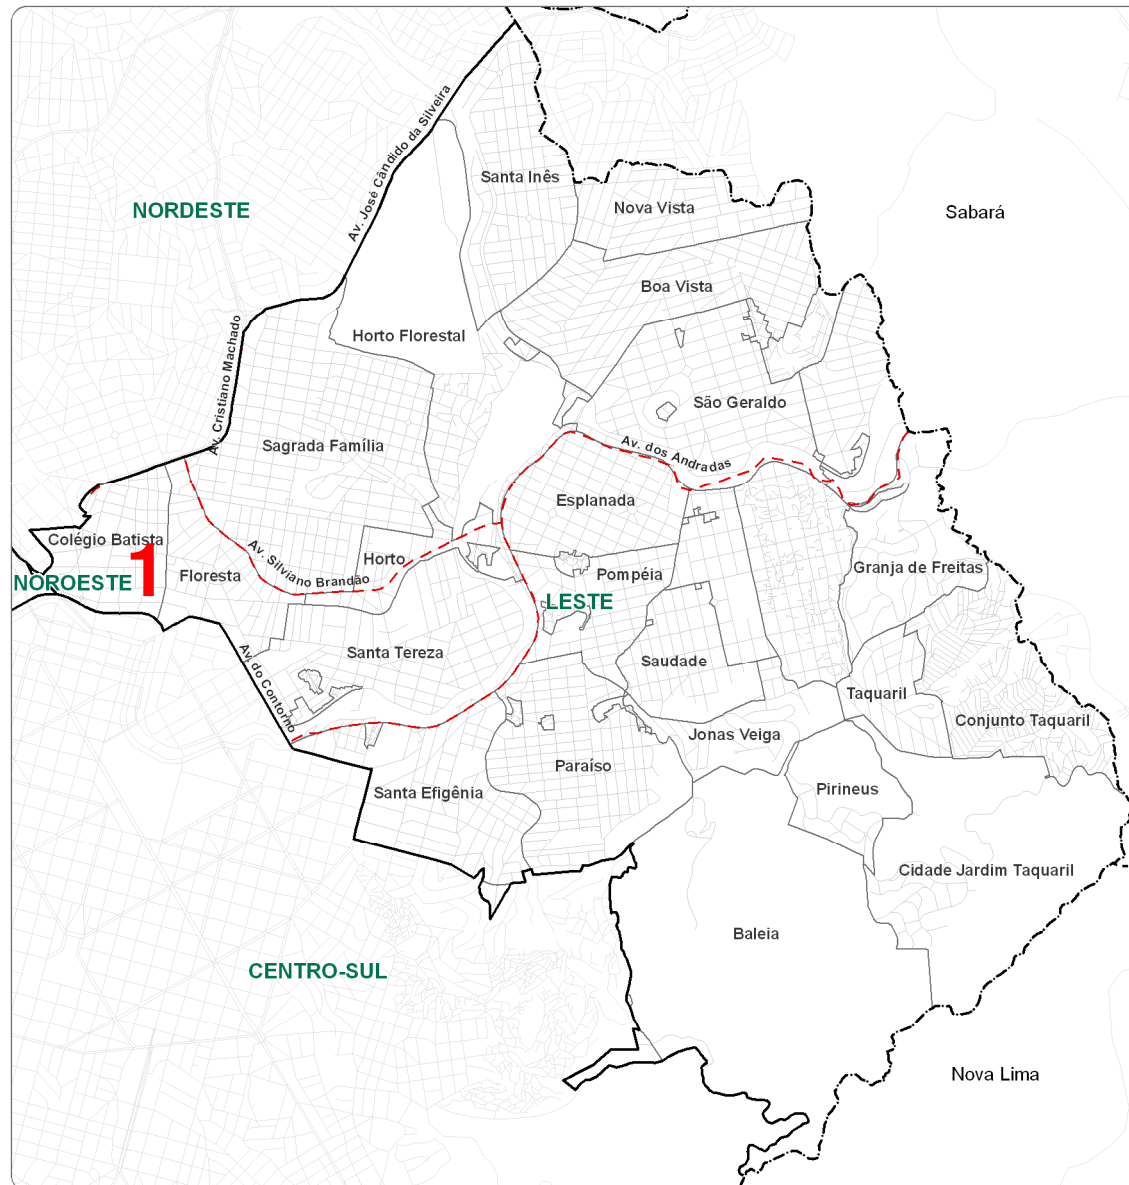 Av. José Cândido da Silveira
Santa Inês
NORDESTE
Nova Vista
Sabará
Boa Vista
Horto Florestal
Av. Cristiano Machado
São Geraldo
Sagrada Família
Av. dos Andradas
Esplanada
Colégio Batista
1
Av. Silviano Brandão
Horto
NOROESTE
Floresta
Pompéia
Granja de Freitas
LESTE
Santa Tereza
Saudade
Av. do Contorno
Taquaril
Conjunto Taquaril
Jonas Veiga
Paraíso
Santa Efigênia
Pirineus
Cidade Jardim Taquaril
Baleia
CENTRO-SUL
Nova Lima